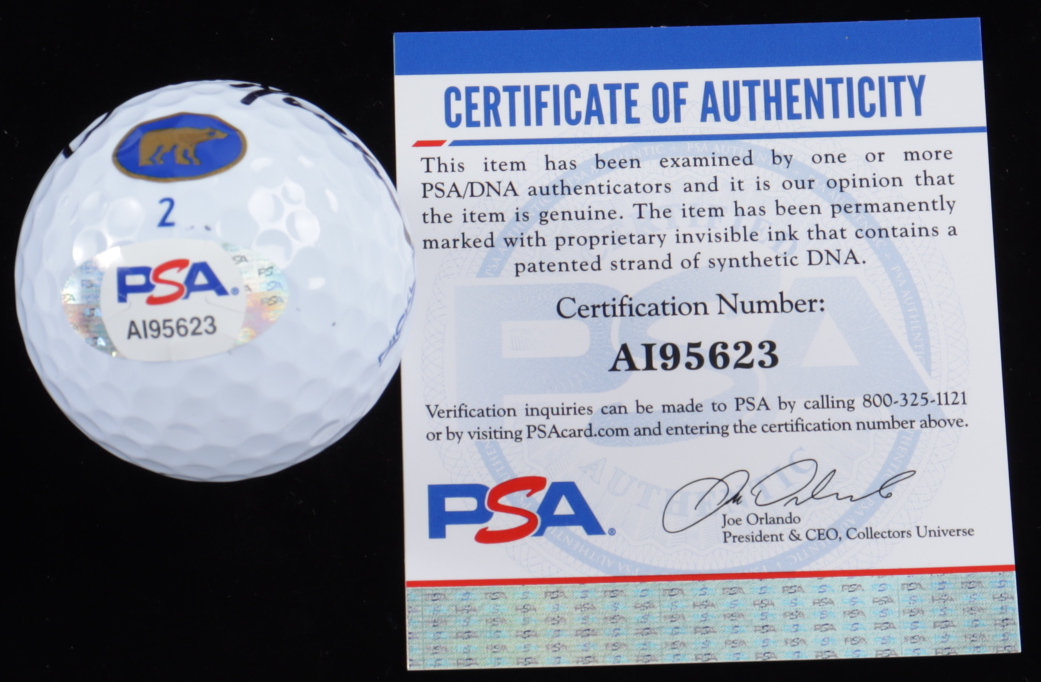 2
PSA.
AI95623
CERTIFICATE OF AUTHENTICITY
This item has been examined by one or more
PSA/DNA authenticators and it is our opinion that
the item is genuine. The item has been permanently
marked with proprietary invisible ink that contains a
patented strand of synthetic DNA.
Certification Number:
AI95623
Verification inquiries can be made to PSA by calling 800-325-1121
or by visiting PSAcard.com and entering the certification number above.
PSA.
Joe Orlando
President & CEO, Collectors Universe